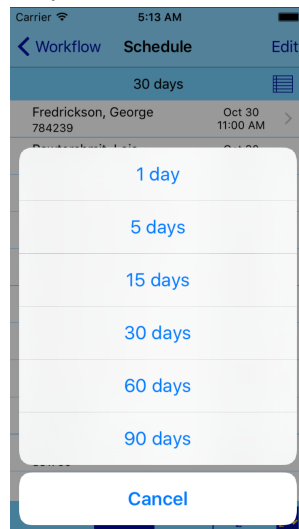 Carrier 5:13 AM
Workflow Schedule Edit
30 days
Fredrickson, George Oct 30
784239 11:00 AM
1 day
5 days
15 days
30 days
60 days
90 days
Cancel